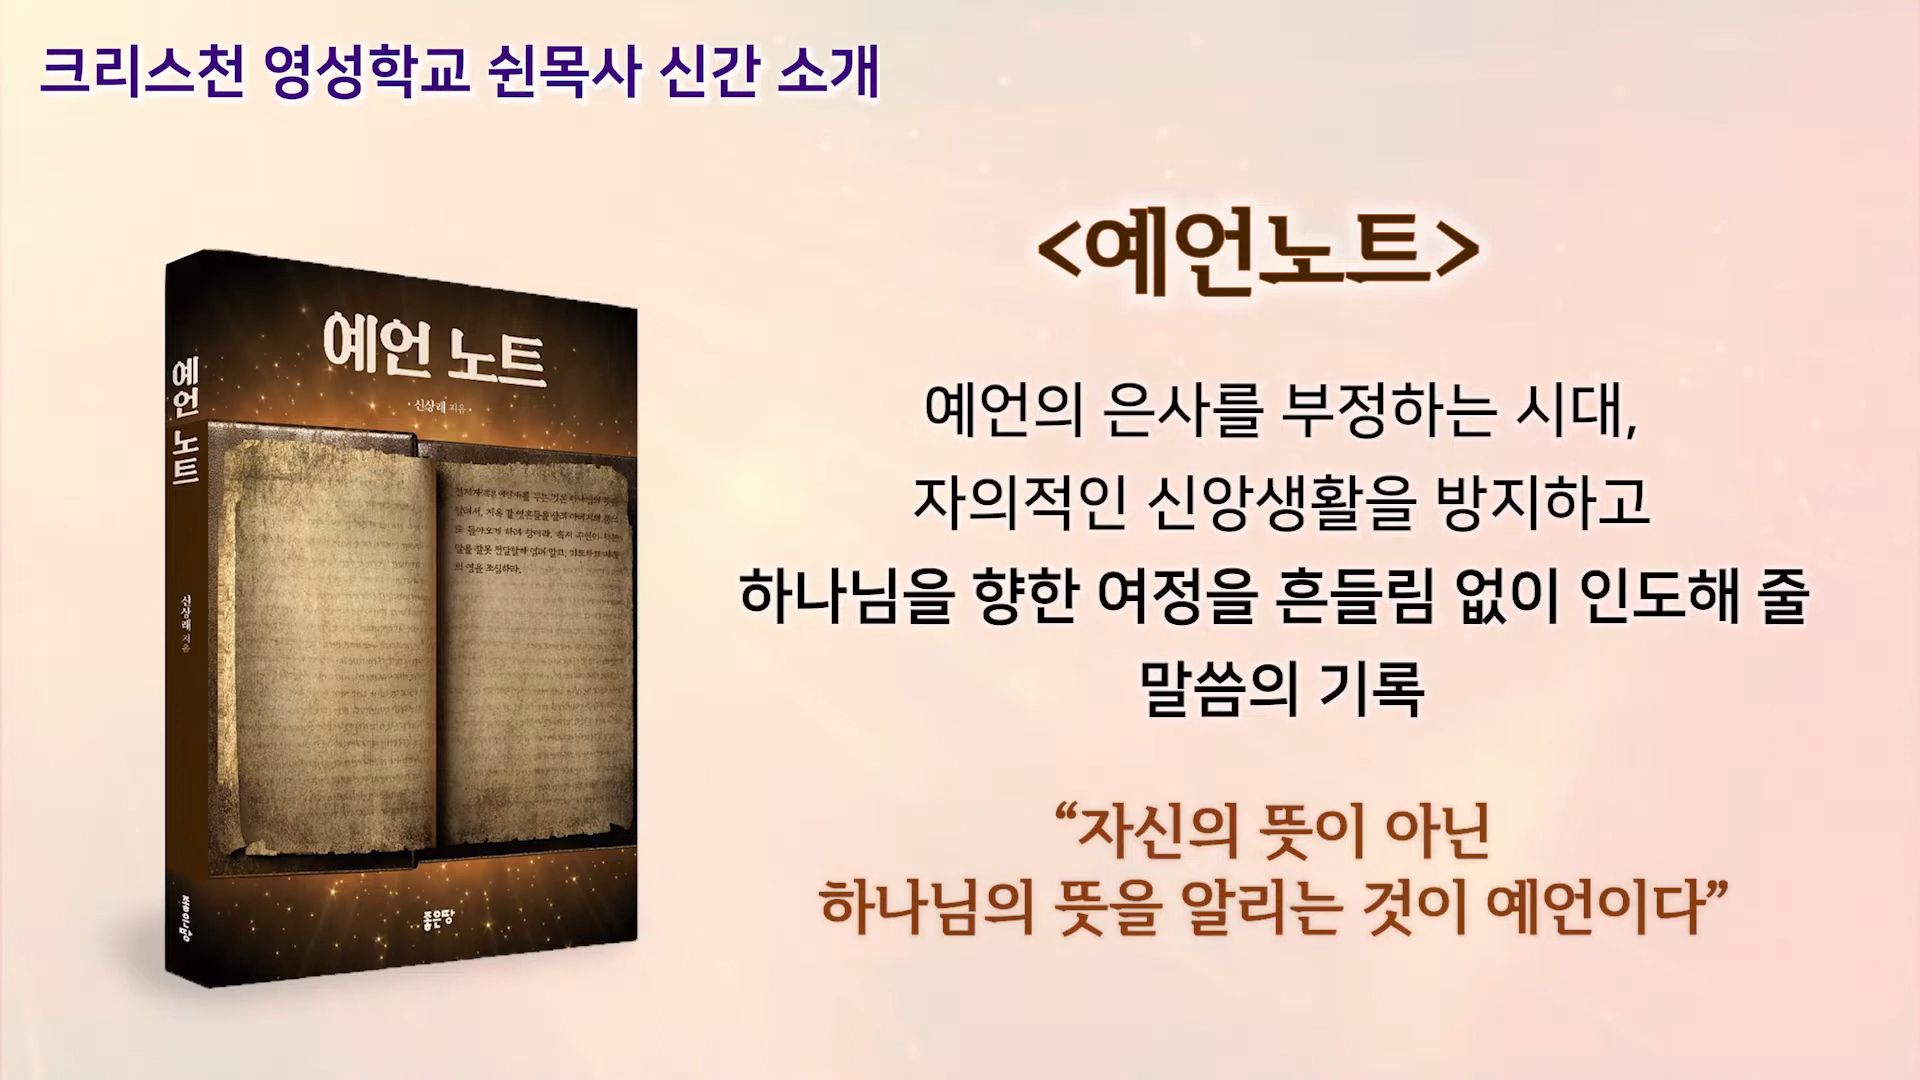 크리스천 영성학교 쉰목사 신간 소개
<예언노트>
예언의 은사를 부정하는 시대,
자의적인 신앙생활을 방지하고
하나님을 향한 여정을 흔들림 없이 인도해 줄
말씀의 기록
“자신의 뜻이 아닌
하나님의 뜻을 알리는 것이 예언이다”
예언 노트
· 신상래 지음 ·
좋은땅
예언 노트
신상래 지음
좋은땅